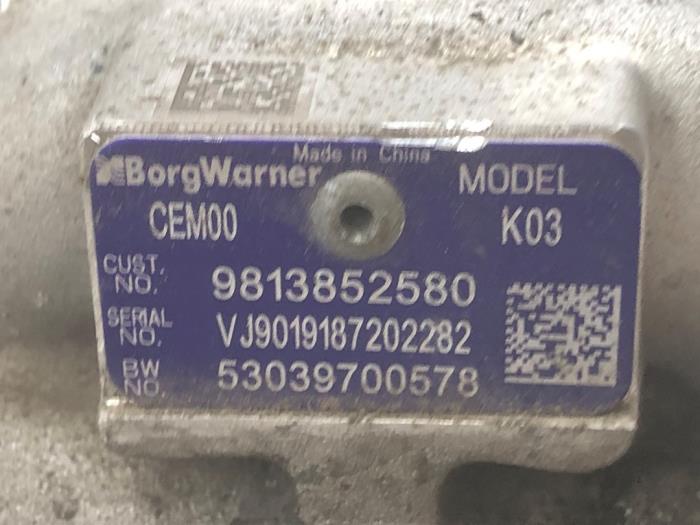 Made in China
BorgWarner
MODEL
CEM00
K03
CUST. NO. 9813852580
SERIAL NO. VJ9019187202282
BW NO. 53039700578